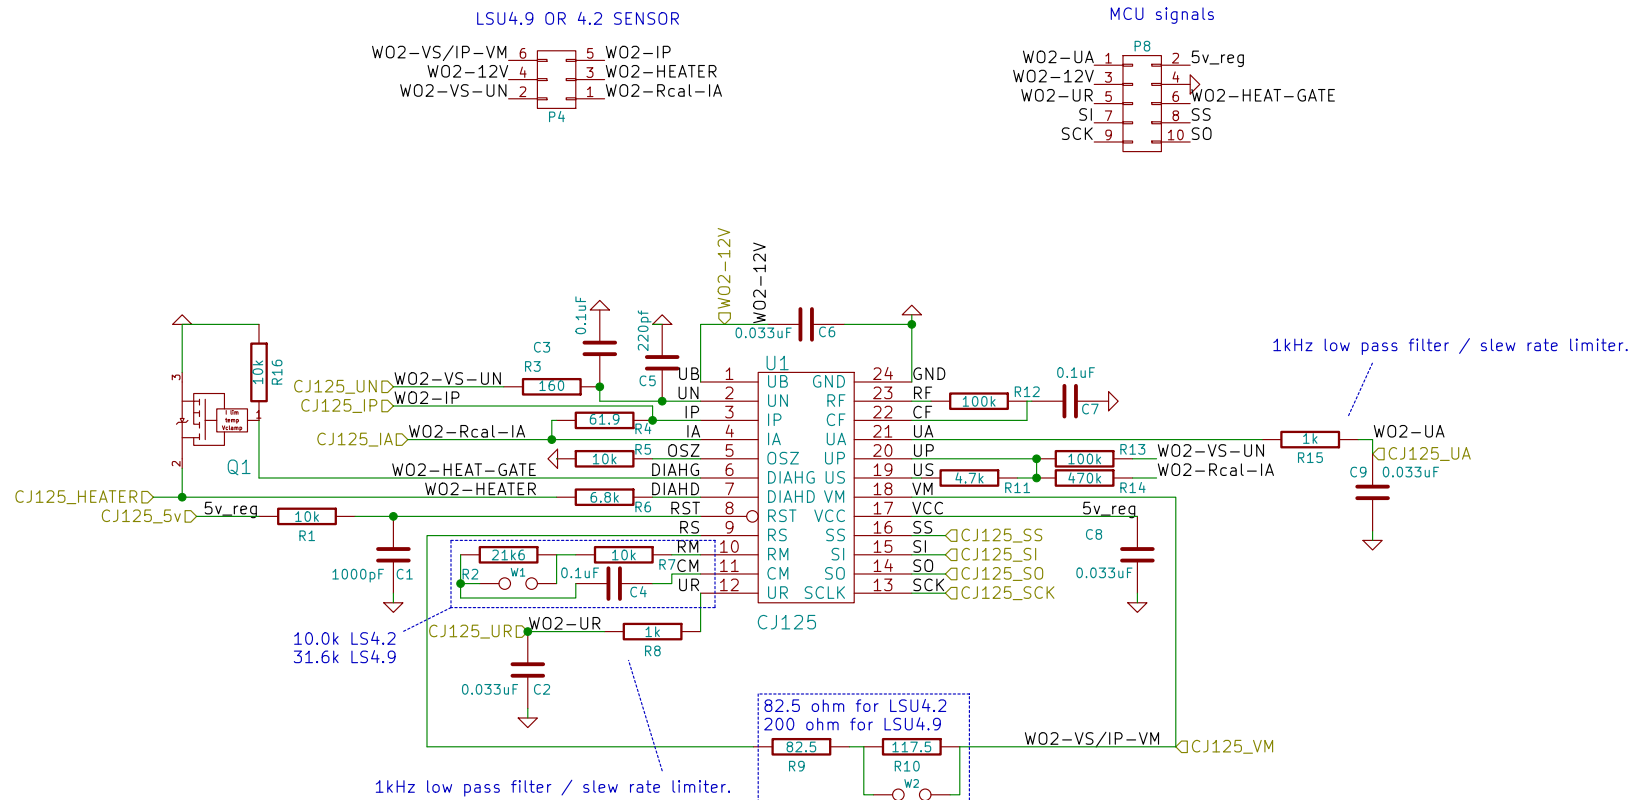 LSU4.9 OR 4.2 SENSOR
MCU signals
WO2-VS/IP-VM 6 5 WO2-IP
WO2-12V 4 3 WO2-HEATER
WO2-VS-UN 2 1 WO2-Rcal-IA
P4
P8
WO2-UA 1 2 5v_reg
WO2-12V 3 4
WO2-UR 5 6 WO2-HEAT-GATE
SI 7 8 SS
SCK 9 10 SO
WO2-12V
WO2-12V
0.033uF C6
0.1uF
C3
220pf
C5
1kHz low pass filter / slew rate limiter.
10k
R16
3
1
2
I lim
temp
Vclamp
Q1
U1
CJ125_UN WO2-VS-UN
R3
160
CJ125_IP WO2-IP
61.9
R4
CJ125_IA WO2-Rcal-IA
R5
10k
WO2-HEAT-GATE
CJ125_HEATER WO2-HEATER
6.8k
R6
CJ125_5v 5v_reg
10k
R1
1000pF C1
UB 1 UB GND 24 GND
UN 2 UN RF 23 RF
IP 3 IP CF 22 CF
IA 4 IA UA 21 UA
OSZ 5 OSZ UP 20 UP
DIAHG 6 DIAHG US 19 US
DIAHD 7 DIAHD VM 18 VM
RST 8 RST VCC 17 VCC
RS 9 RS SS 16 SS
RM 10 RM SI 15 SI
CM 11 CM SO 14 SO
UR 12 UR SCLK 13 SCK
CJ125
100k
R12
0.1uF
C7
1k
R15
WO2-UA
CJ125_UA
C9
0.033uF
100k
R13
WO2-VS-UN
4.7k
R11
470k
R14
WO2-Rcal-IA
5v_reg
C8
0.033uF
CJ125_SS
CJ125_SI
CJ125_SO
CJ125_SCK
21k6
R2
W1
10k
R7
0.1uF
C4
10.0k LS4.2
31.6k LS4.9
CJ125_UR WO2-UR
1k
R8
0.033uF C2
82.5 ohm for LSU4.2
200 ohm for LSU4.9
82.5
R9
117.5
R10
W2
WO2-VS/IP-VM
CJ125_VM
1kHz low pass filter / slew rate limiter.